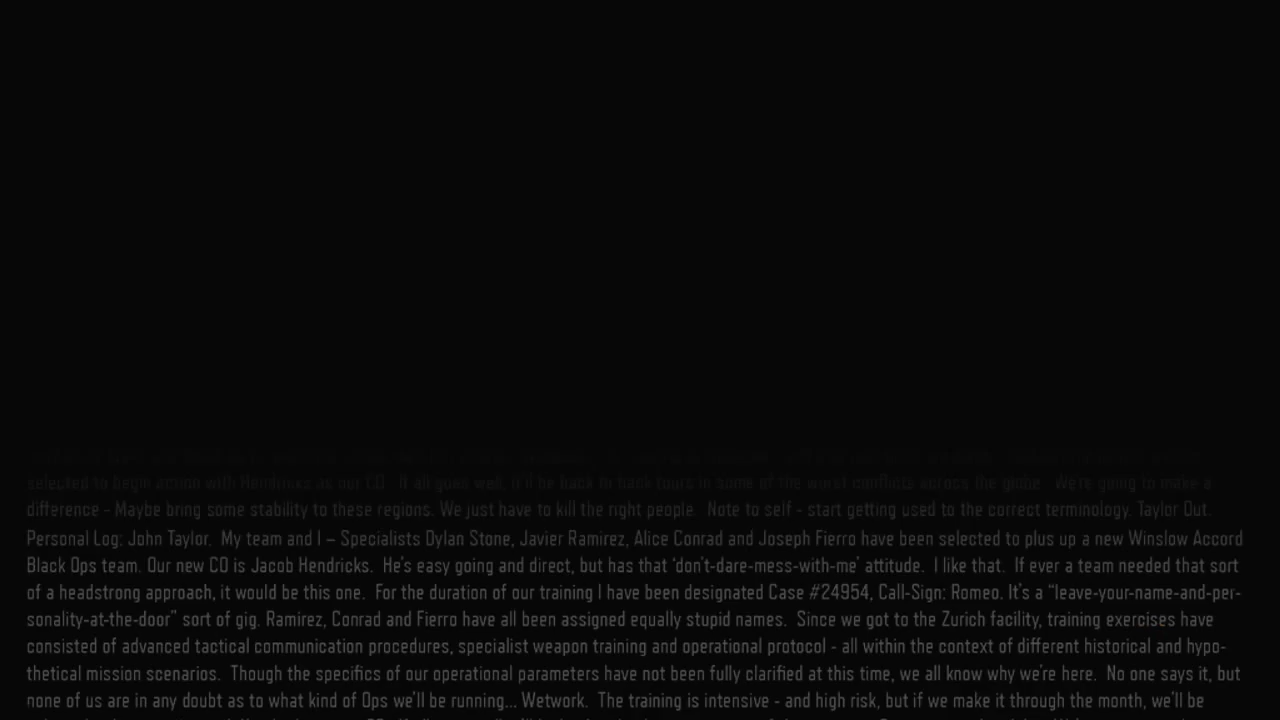 selected to begin action with Hendricks as our CO.  If all goes well, it'll be back to back tours in some of the worst conflicts across the globe.  We're going to make a
difference - Maybe bring some stability to these regions. We just have to kill the right people.  Note to self - start getting used to the correct terminology. Taylor Out.
Personal Log: John Taylor.  My team and I – Specialists Dylan Stone, Javier Ramirez, Alice Conrad and Joseph Fierro have been selected to plus up a new Winslow Accord
Black Ops team. Our new CO is Jacob Hendricks.  He's easy going and direct, but has that 'don't-dare-mess-with-me' attitude.  I like that.  If ever a team needed that sort
of a headstrong approach, it would be this one.  For the duration of our training I have been designated Case #24954, Call-Sign: Romeo. It's a “leave-your-name-and-per-
sonality-at-the-door” sort of gig. Ramirez, Conrad and Fierro have all been assigned equally stupid names.  Since we got to the Zurich facility, training exercises have
consisted of advanced tactical communication procedures, specialist weapon training and operational protocol - all within the context of different historical and hypo-
thetical mission scenarios.  Though the specifics of our operational parameters have not been fully clarified at this time, we all know why we're here.  No one says it, but
none of us are in any doubt as to what kind of Ops we'll be running... Wetwork.  The training is intensive - and high risk, but if we make it through the month, we'll be